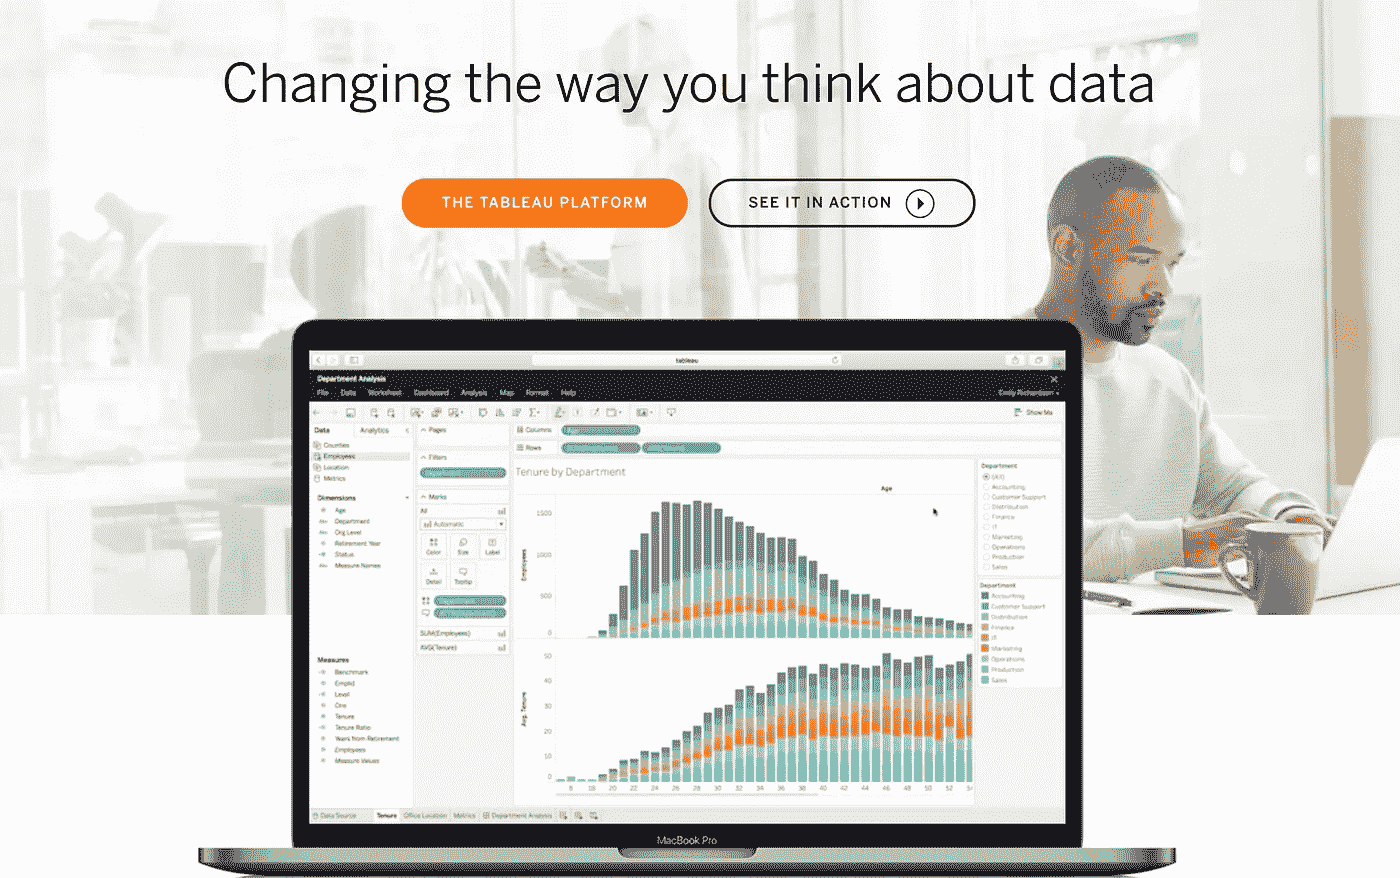 Changing the way you think about data
THE TABLEAU PLATFORM
SEE IT IN ACTION
tableau
Department Analysis
File Data Worksheet Dashboard Analysis Map Format Help
Show Me
Data Analytics
Counties
Employees
Location
Metrics
Dimensions
Age
Department
Org Level
Retirement Year
Status
Measure Names
Measures
Benchmark
EmpId
Level
One
Tenure
Tenure Ratio
Years from Retirement
Employees
Measure Values
Pages
Filters
Marks
All
Automatic
Color Size Label
Detail Tooltip
SUM(Employees)
AVG(Tenure)
Columns
Rows
Tenure by Department
Age
Employees
1500
1000
500
0
Avg. Tenure
50
40
30
20
10
0
8 18 20 22 24 26 28 30 32 34 36 38 40 42 44 46 48 50 52
Department
(All)
Accounting
Customer Support
Distribution
Finance
IT
Marketing
Operations
Production
Sales
Department
Accounting
Customer Support
Distribution
Finance
IT
Marketing
Operations
Production
Sales
Data Source Tenure Office Location Metrics Department Analysis
MacBook Pro